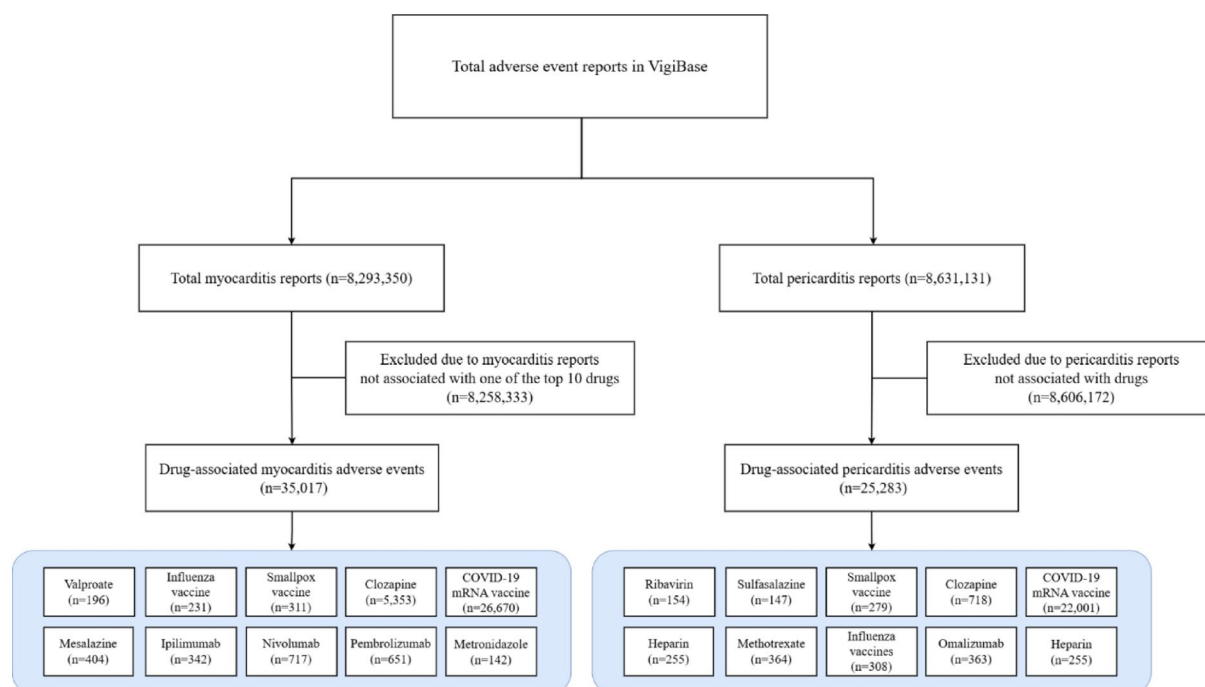 Total adverse event reports in VigiBase
Total myocarditis reports (n=8,293,350)
Total pericarditis reports (n=8,631,131)
Excluded due to myocarditis reports
not associated with one of the top 10 drugs
(n=8,258,333)
Excluded due to pericarditis reports
not associated with drugs
(n=8,606,172)
Drug-associated myocarditis adverse events
(n=35,017)
Drug-associated pericarditis adverse events
(n=25,283)
Valproate
(n=196)
Influenza
vaccine
(n=231)
Smallpox
vaccine
(n=311)
Clozapine
(n=5,353)
COVID-19
mRNA vaccine
(n=26,670)
Mesalazine
(n=404)
Ipilimumab
(n=342)
Nivolumab
(n=717)
Pembrolizumab
(n=651)
Metronidazole
(n=142)
Ribavirin
(n=154)
Sulfasalazine
(n=147)
Smallpox
vaccine
(n=279)
Clozapine
(n=718)
COVID-19
mRNA vaccine
(n=22,001)
Heparin
(n=255)
Methotrexate
(n=364)
Influenza
vaccines
(n=308)
Omalizumab
(n=363)
Heparin
(n=255)